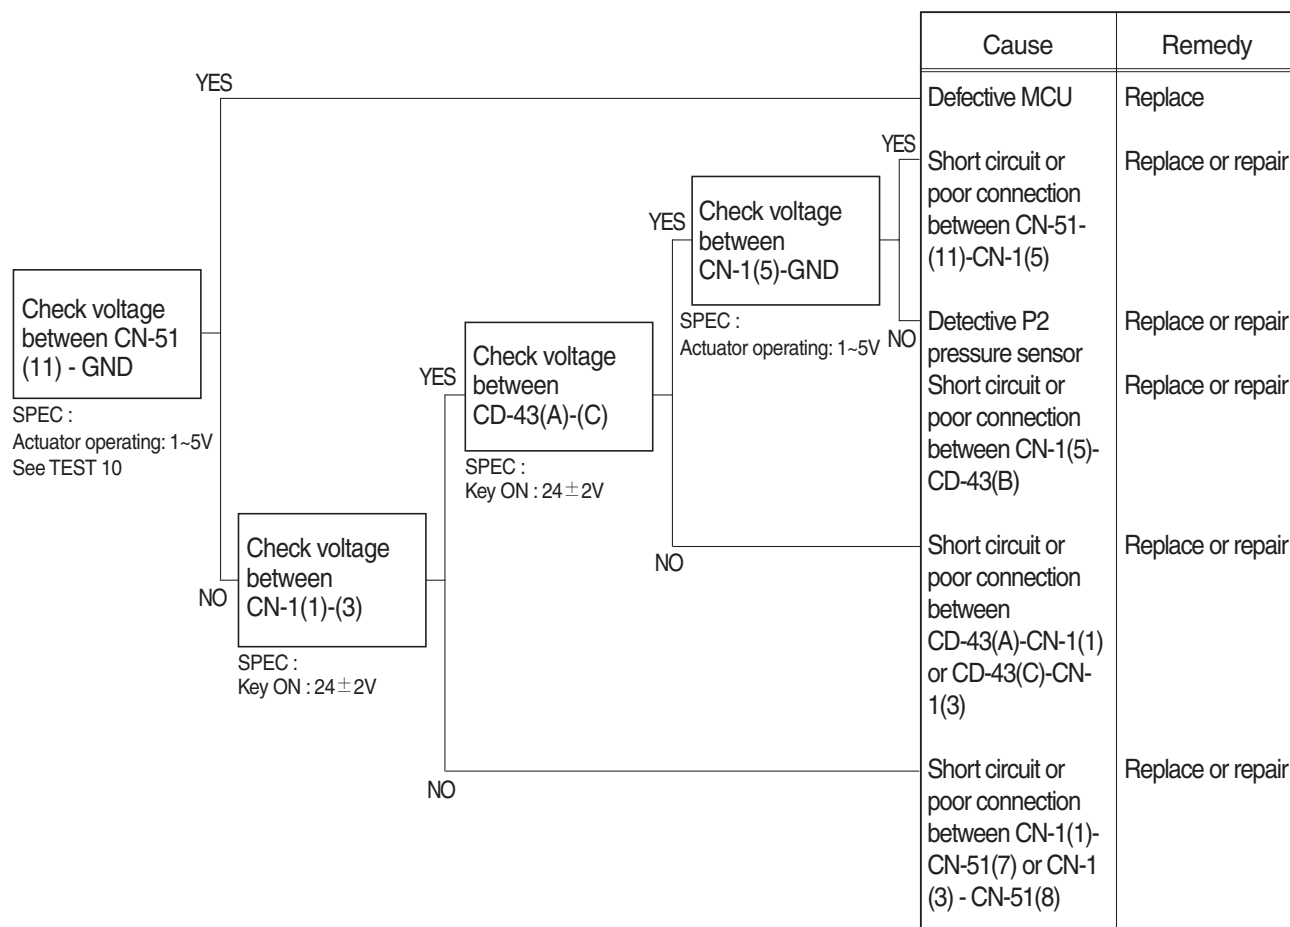 Cause
Remedy
YES
Defective MCU
Replace
YES
Short circuit or
poor connection
between CN-51-
(11)-CN-1(5)
Replace or repair
YES
Check voltage
between
CN-1(5)-GND
SPEC :
Actuator operating: 1~5V
NO
Detective P2
pressure sensor
Replace or repair
Short circuit or
poor connection
between CN-1(5)-
CD-43(B)
Replace or repair
Check voltage
between CN-51
(11) - GND
SPEC :
Actuator operating: 1~5V
See TEST 10
YES
Check voltage
between
CD-43(A)-(C)
SPEC :
Key ON : 24±2V
NO
Short circuit or
poor connection
between
CD-43(A)-CN-1(1)
or CD-43(C)-CN-
1(3)
Replace or repair
NO
Check voltage
between
CN-1(1)-(3)
SPEC :
Key ON : 24±2V
NO
Short circuit or
poor connection
between CN-1(1)-
CN-51(7) or CN-1
(3) - CN-51(8)
Replace or repair